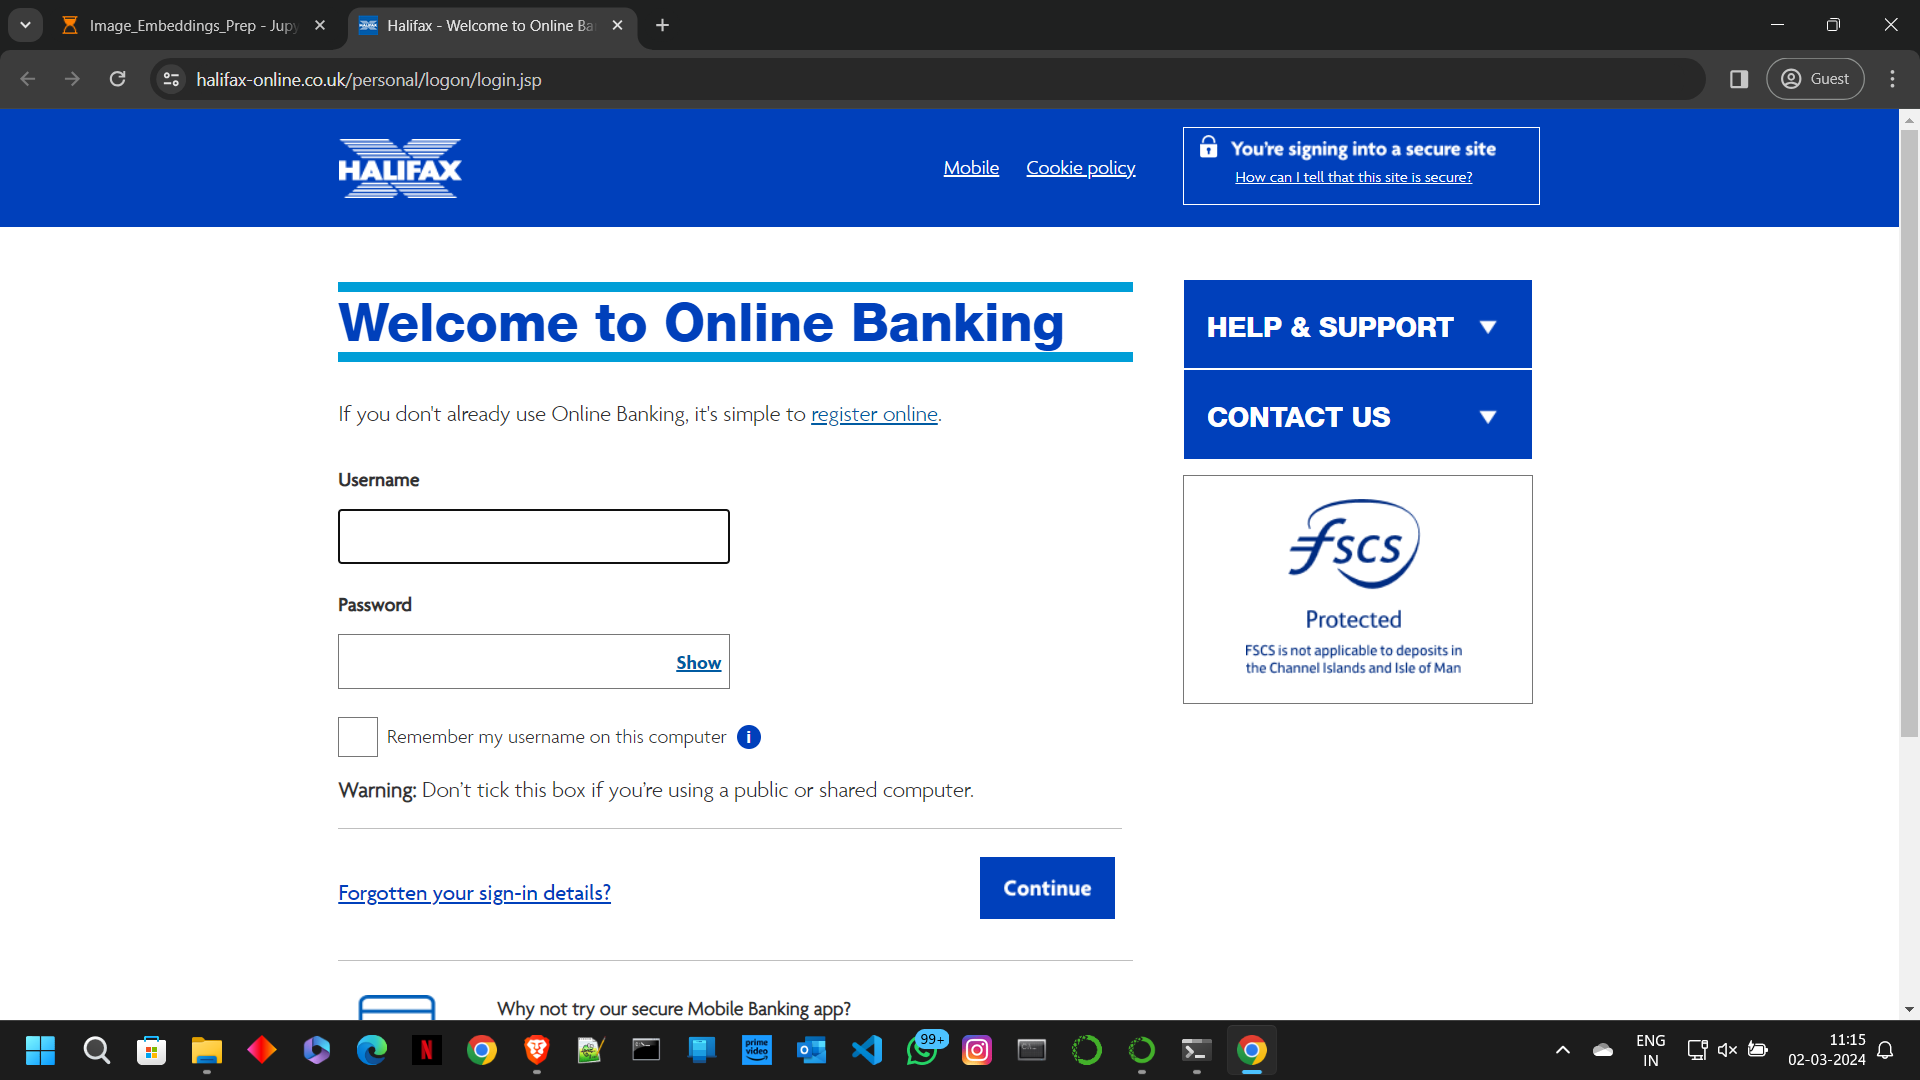 Image_Embeddings_Prep - Jupy
Halifax - Welcome to Online Ba
halifax-online.co.uk/personal/logon/login.jsp
Guest
HALIFAX
Mobile
Cookie policy
You're signing into a secure site
How can I tell that this site is secure?
Welcome to Online Banking
If you don't already use Online Banking, it's simple to register online.
Username
Password
Show
Remember my username on this computer
i
Warning: Don't tick this box if you're using a public or shared computer.
Forgotten your sign-in details?
Continue
Why not try our secure Mobile Banking app?
HELP & SUPPORT
CONTACT US
fscs
Protected
FSCS is not applicable to deposits in
the Channel Islands and Isle of Man
N
prime
video
99+
ENG
IN
11:15
02-03-2024